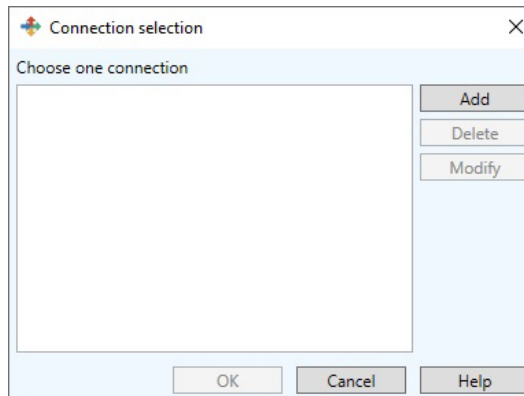 Connection selection
Choose one connection
Add
Delete
Modify
OK
Cancel
Help